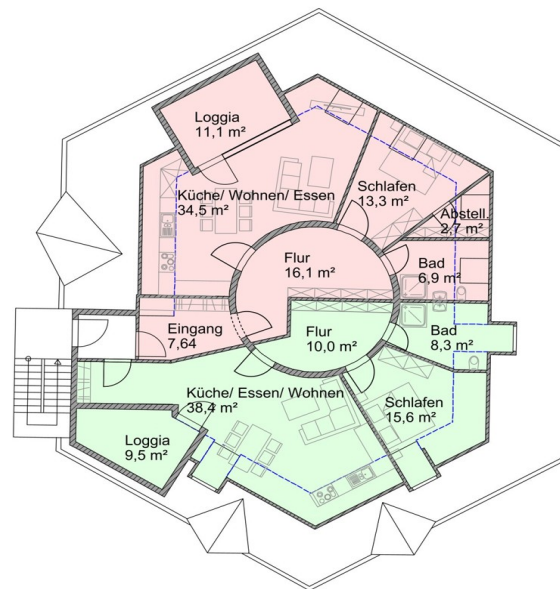 Loggia
11,1 m²
Küche/ Wohnen/ Essen
34,5 m²
Schlafen
13,3 m²
Abstell.
2,7 m²
Flur
16,1 m²
Bad
6,9 m²
Eingang
7,64
Flur
10,0 m²
Bad
8,3 m²
Küche/ Essen/ Wohnen
38,4 m²
Schlafen
15,6 m²
Loggia
9,5 m²